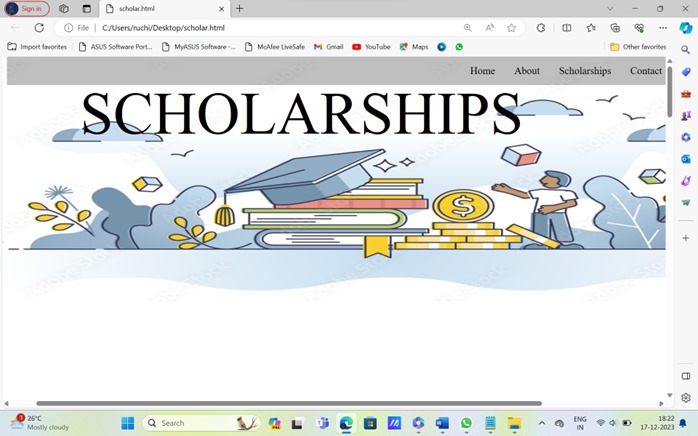 Sign in
scholar.html
File
C:/Users/ruchi/Desktop/scholar.html
Import favorites
ASUS Software Port...
MyASUS Software -...
McAfee LiveSafe
Gmail
YouTube
Maps
Other favorites
Home About Scholarships Contact
SCHOLARSHIPS
$
1
26°C
Mostly cloudy
Search
ENG
IN
18:22
17-12-2023